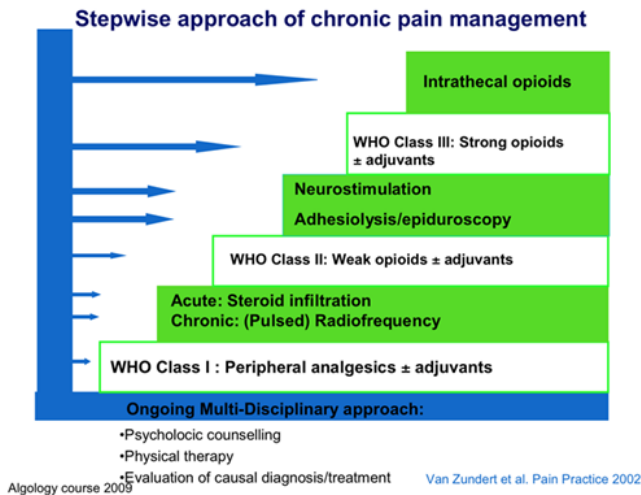 Stepwise approach of chronic pain management
Intrathecal opioids
WHO Class III: Strong opioids
± adjuvants
Neurostimulation
Adhesiolysis/epiduroscopy
WHO Class II: Weak opioids ± adjuvants
Acute: Steroid infiltration
Chronic: (Pulsed) Radiofrequency
WHO Class I : Peripheral analgesics ± adjuvants
Ongoing Multi-Disciplinary approach:
•Psycholocic counselling
•Physical therapy
•Evaluation of causal diagnosis/treatment
Algology course 2009
Van Zundert et al. Pain Practice 2002